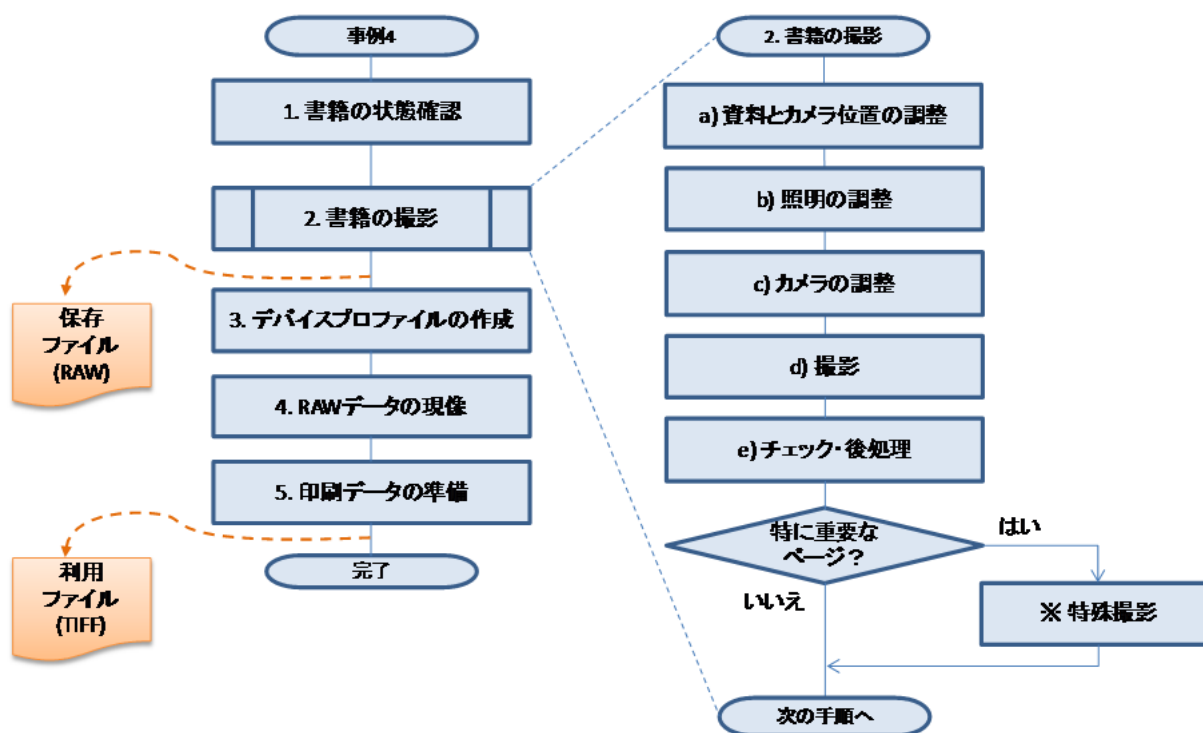 事例4
1. 書籍の状態確認
2. 書籍の撮影
保存
ファイル
(RAW)
3. デバイスプロファイルの作成
4. RAWデータの現像
5. 印刷データの準備
利用
ファイル
(TIFF)
完了
2. 書籍の撮影
a) 資料とカメラ位置の調整
b) 照明の調整
c) カメラの調整
d) 撮影
e) チェック・後処理
特に重要な
ページ？
はい
いいえ
※ 特殊撮影
次の手順へ